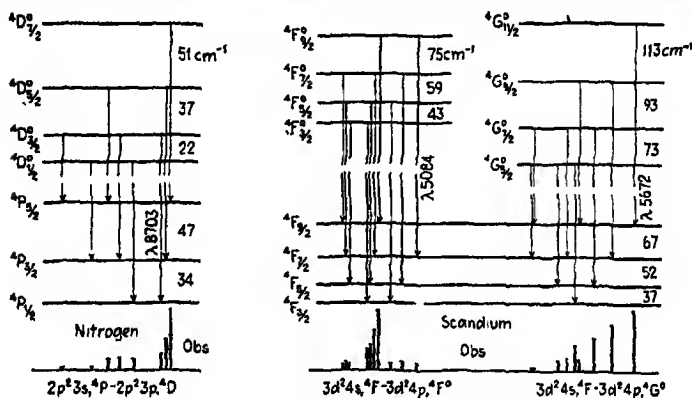 ⁴D°₇/₂
51 cm⁻¹
⁴D°₅/₂
37
⁴D°₃/₂
22
⁴D°₁/₂
⁴P₅/₂
λ8703
47
⁴P₃/₂
34
⁴P₁/₂
Nitrogen
Obs
2p²3s,⁴P-2p²3p,⁴D
⁴F°₉/₂
75 cm⁻¹
⁴F°₇/₂
59
⁴F°₅/₂
43
⁴F°₃/₂
λ5084
⁴G°₁₁/₂
113 cm⁻¹
⁴G°₉/₂
93
⁴G°₇/₂
73
⁴G°₅/₂
λ5672
⁴F₉/₂
67
⁴F₇/₂
52
⁴F₅/₂
37
⁴F₃/₂
Scandium
Obs
3d²4s,⁴F-3d²4p,⁴F°
3d²4s,⁴F-3d²4p,⁴G°